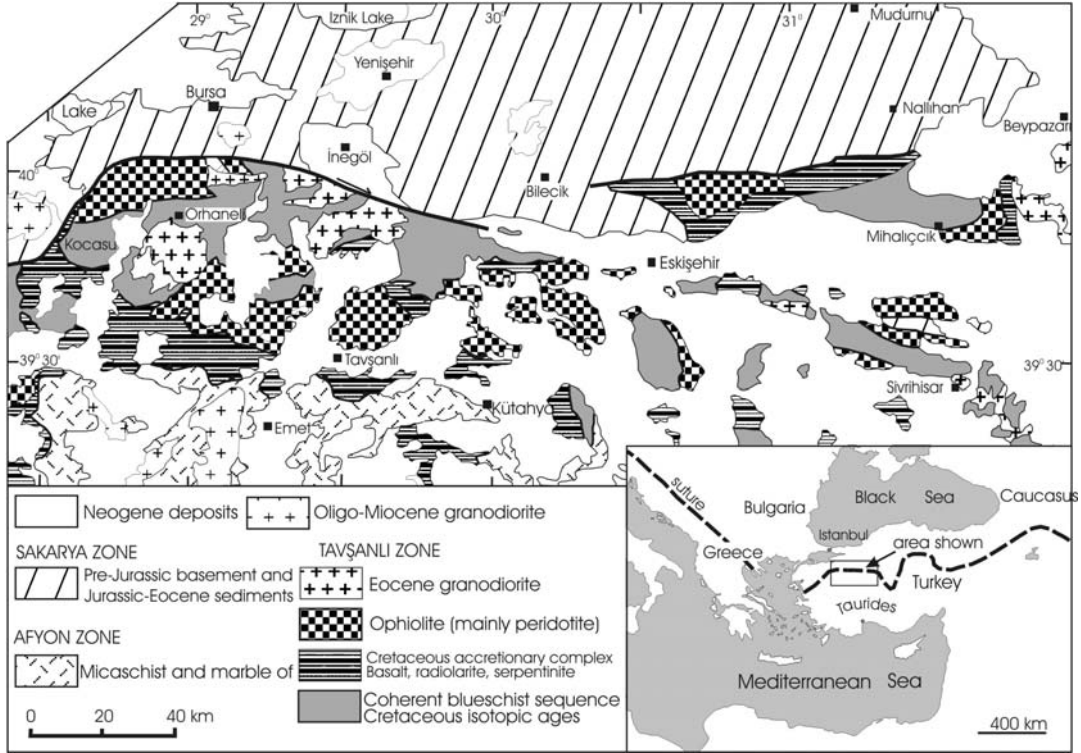 29°
30
31
Iznik Lake
Mudurnu
Yenişehir
Lake
Bursa
Nallıhan
Beypazarı
İnegöl
40°
Bilecik
Orhaneli
Kocasu
Mihalıçcık
Eskişehir
39° 30'
Tavşanlı
39° 30
Sivrihisar
Kütahya
Emet
Neogene deposits
Oligo-Miocene granodiorite
SAKARYA ZONE
TAVŞANLI ZONE
Pre-Jurassic basement and
Jurassic-Eocene sediments
Eocene granodiorite
Ophiolite (mainly peridotite)
AFYON ZONE
Micaschist and marble of
Cretaceous accretionary complex
Basalt, radiolarite, serpentinite
Coherent blueschist sequence
Cretaceous isotopic ages
0 20 40 km
suture
Bulgaria
Black Sea
Caucasus
Istanbul
area shown
Greece
Turkey
Taurides
Mediterranean Sea
400 km